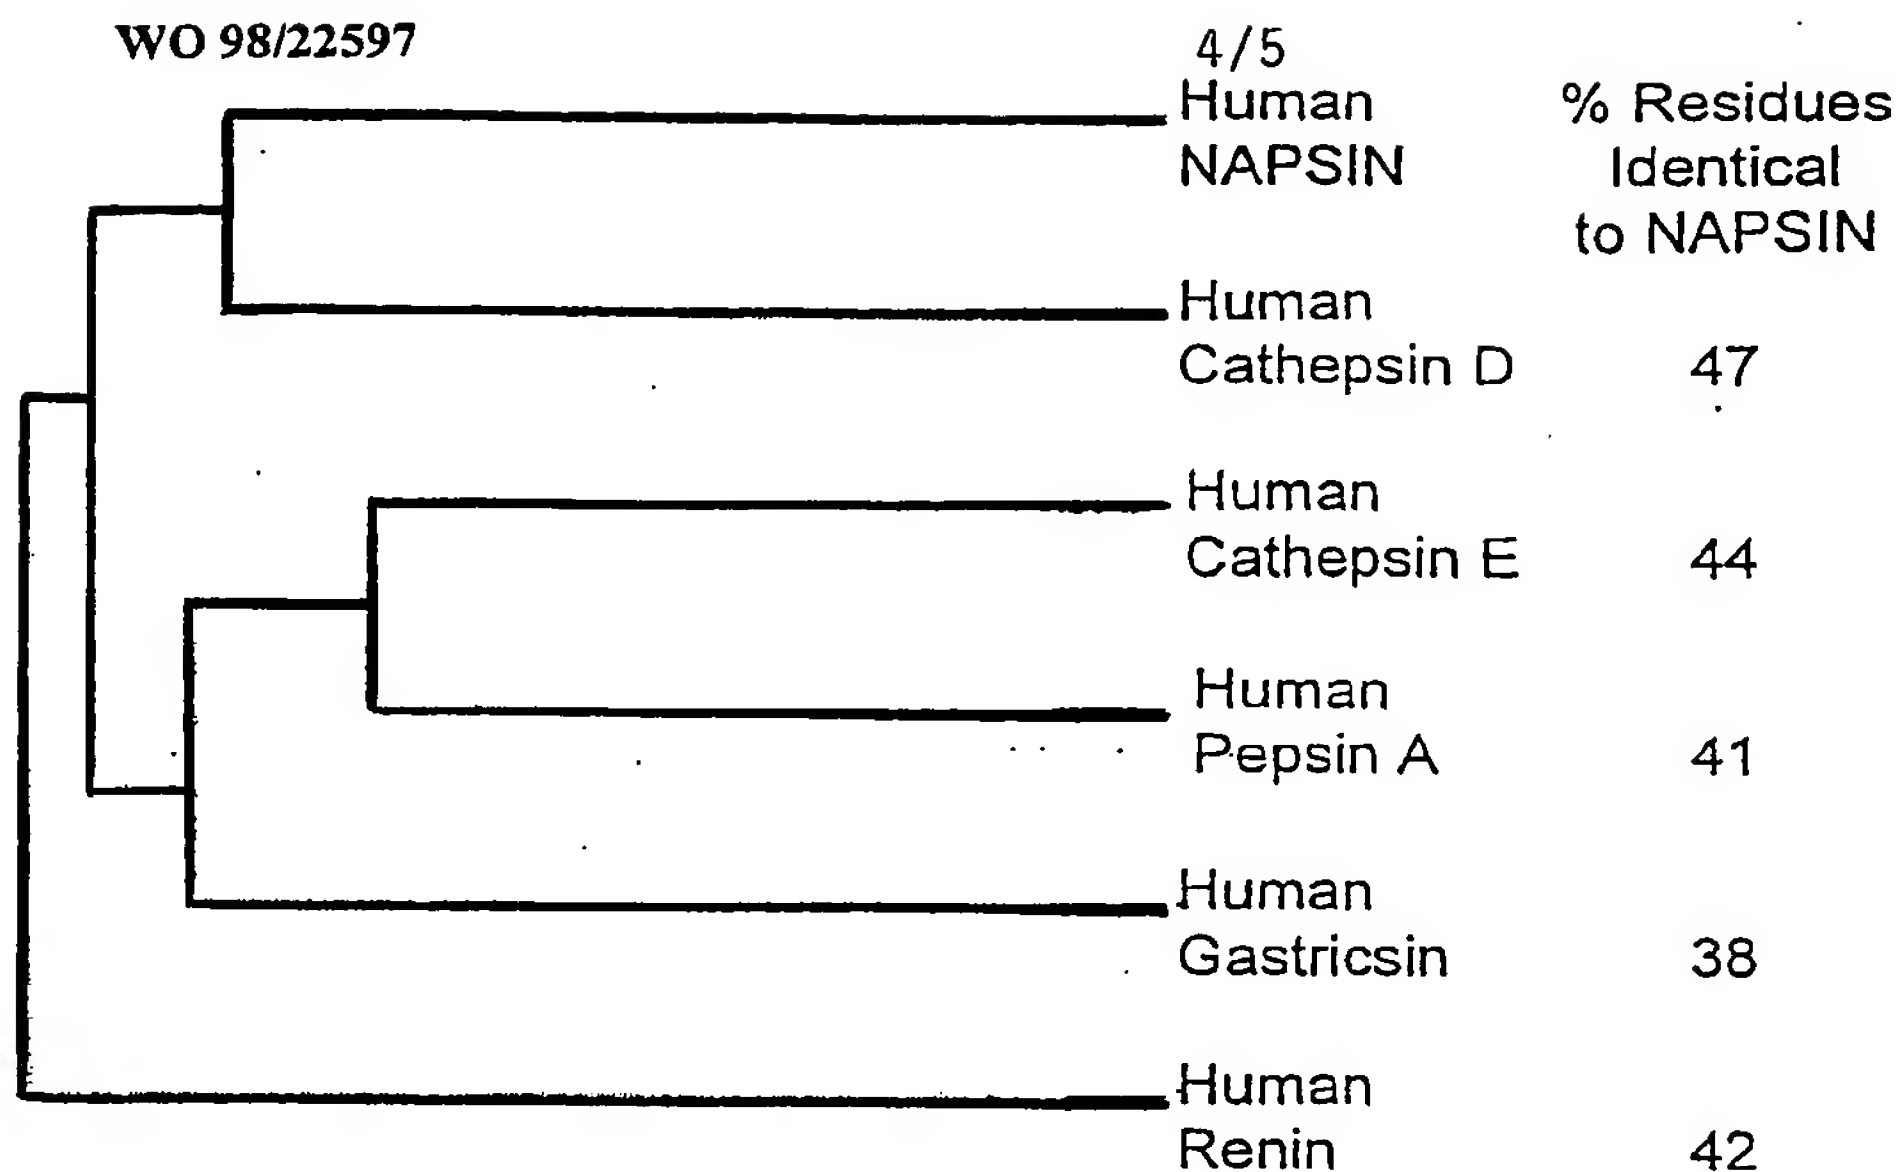 WO 98/22597
4/5
Human
NAPSIN
% Residues
Identical
to NAPSIN
Human
Cathepsin D
47
Human
Cathepsin E
44
Human
Pepsin A
41
Human
Gastricsin
38
Human
Renin
42